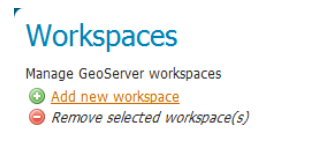 Workspaces
Manage GeoServer workspaces
Add new workspace
Remove selected workspace(s)